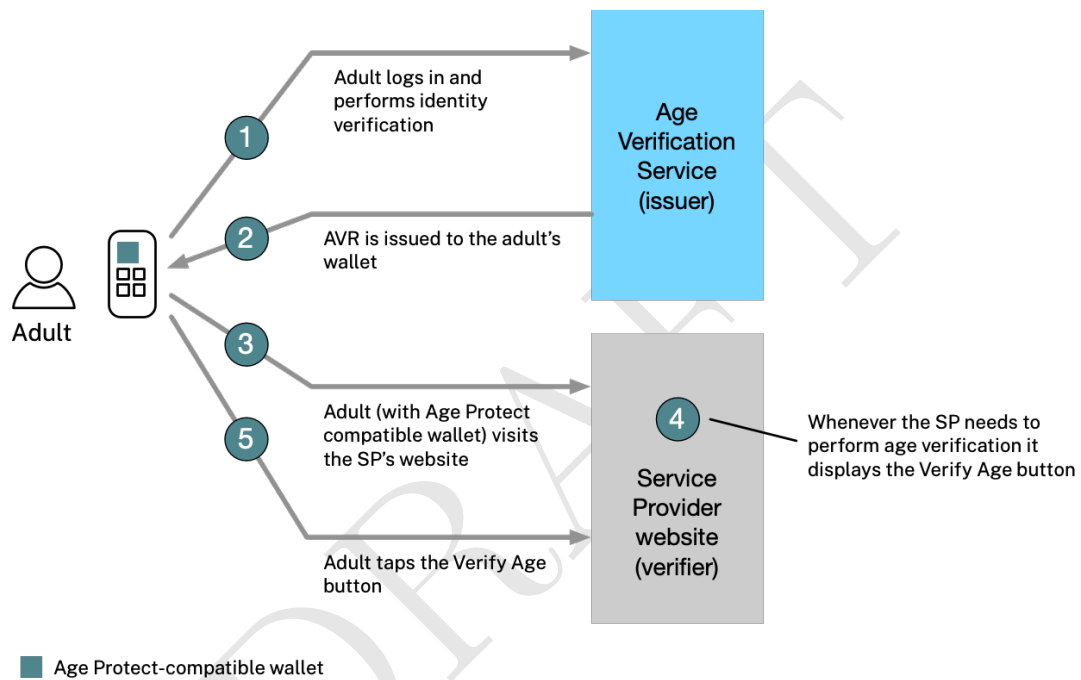 1
Adult logs in and
performs identity
verification
Age
Verification
Service
(issuer)
2
AVR is issued to the adult's
wallet
Adult
3
Adult (with Age Protect
compatible wallet) visits
the SP's website
4
Whenever the SP needs to
perform age verification it
displays the Verify Age button
Service
Provider
website
(verifier)
5
Adult taps the Verify Age
button
Age Protect-compatible wallet
DRAFT